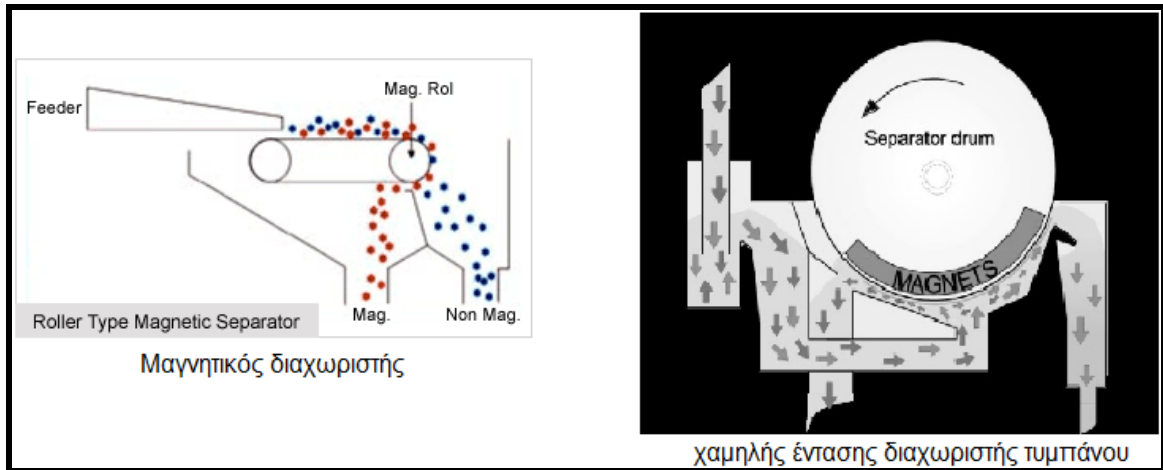 Feeder
Mag. Rol
Mag.
Non Mag.
Roller Type Magnetic Separator
Μαγνητικός διαχωριστής
Separator drum
MAGNETS
χαμηλής έντασης διαχωριστής τυμπάνου